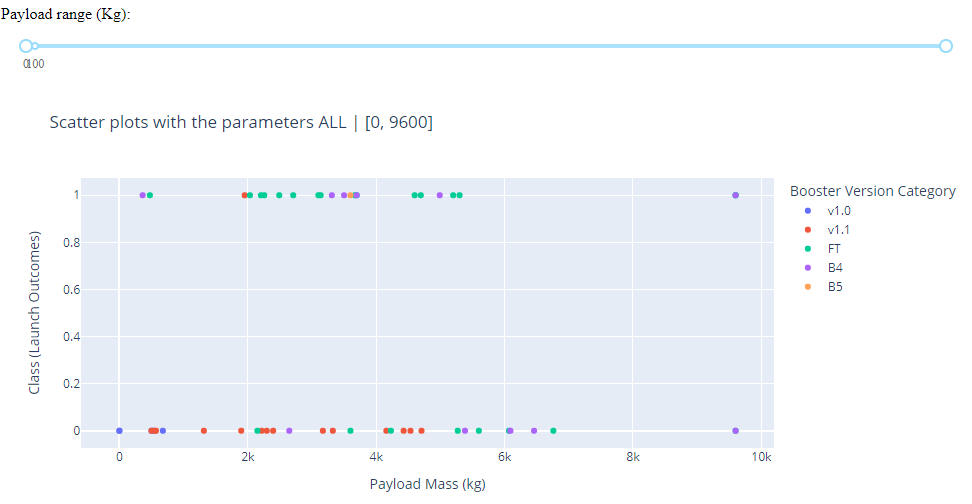 Payload range (Kg):
0 100
Scatter plots with the parameters ALL | [0, 9600]
Booster Version Category
v1.0
v1.1
FT
B4
B5
Class (Launch Outcomes)
1
0.8
0.6
0.4
0.2
0
0 2k 4k 6k 8k 10k
Payload Mass (kg)